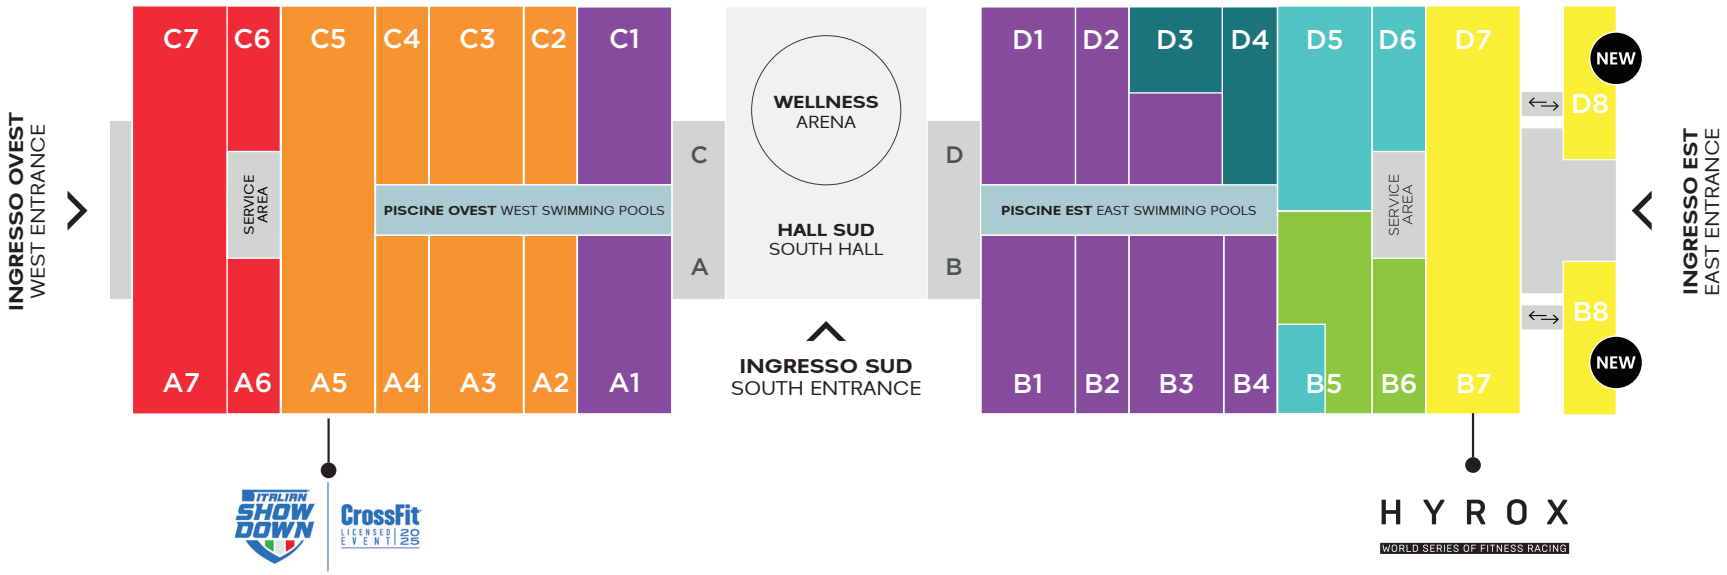 INGRESSO OVEST
WEST ENTRANCE
C7
C6
C5
C4
C3
C2
C1
SERVICE
AREA
PISCINE OVEST WEST SWIMMING POOLS
A7
A6
A5
A4
A3
A2
A1
C
A
WELLNESS
ARENA
HALL SUD
SOUTH HALL
INGRESSO SUD
SOUTH ENTRANCE
D
B
D1
D2
D3
D4
D5
D6
D7
PISCINE EST EAST SWIMMING POOLS
SERVICE
AREA
B1
B2
B3
B4
B5
B6
B7
NEW
D8
B8
NEW
INGRESSO EST
EAST ENTRANCE
ITALIAN
SHOW
DOWN
CrossFit
LICENSED
EVENT
2025
HYROX
WORLD SERIES OF FITNESS RACING